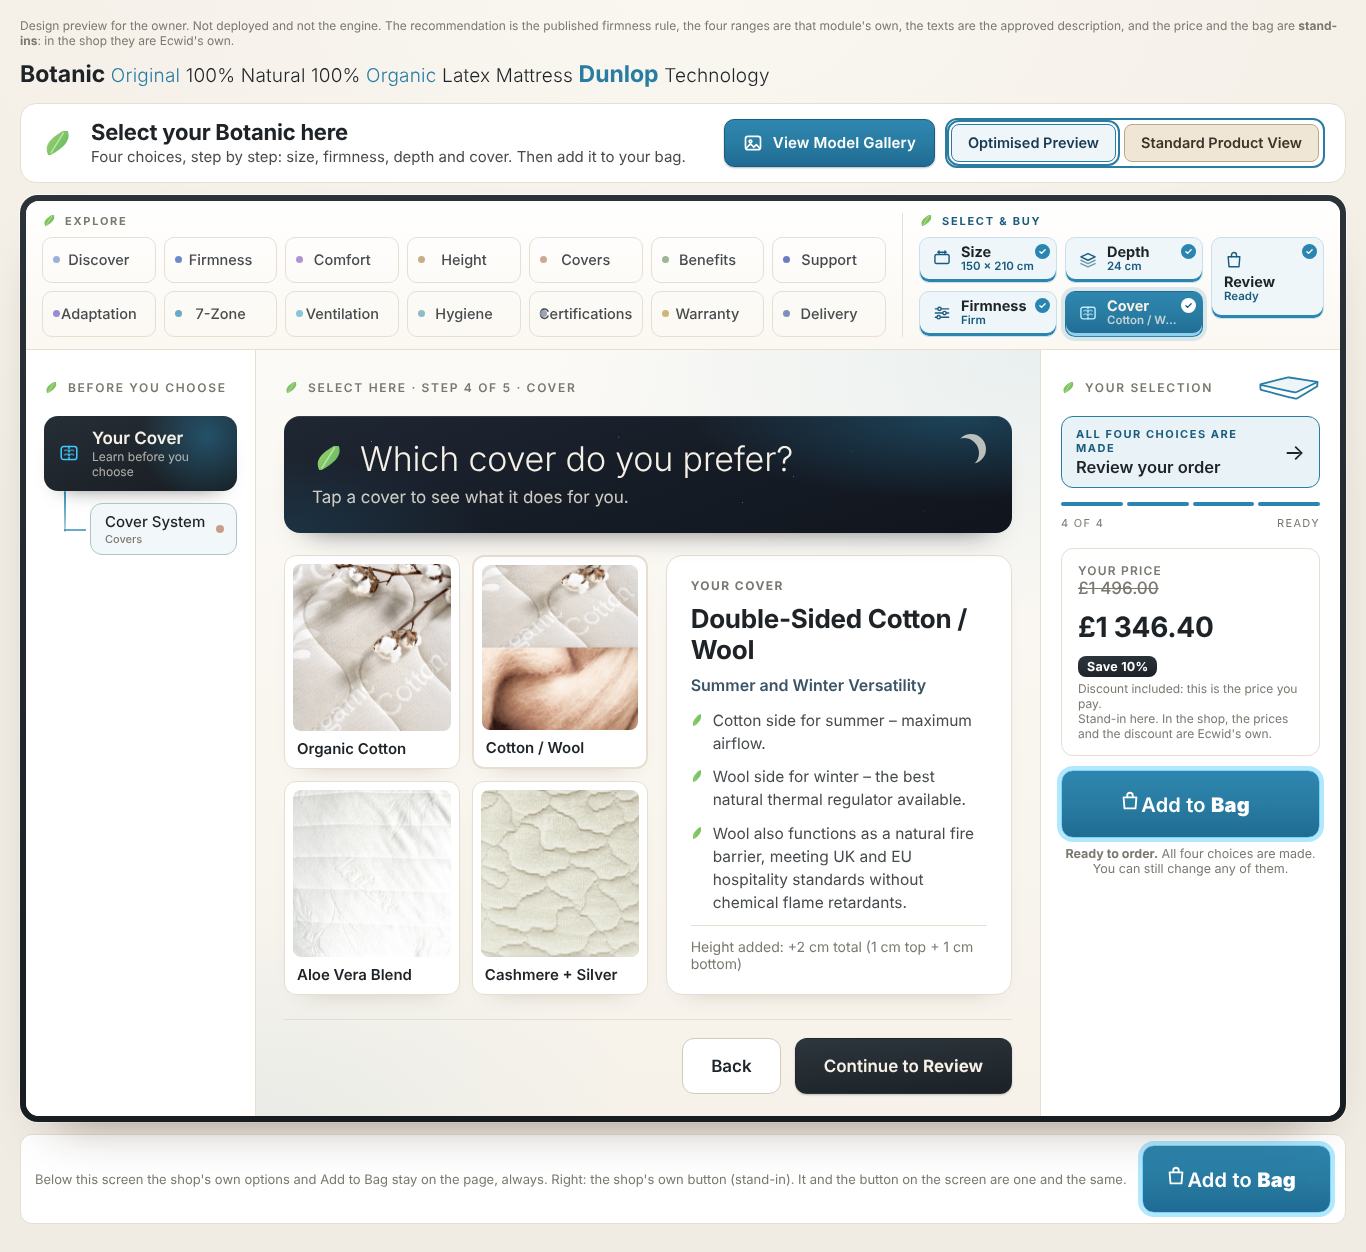 Design preview for the owner. Not deployed and not the engine. The recommendation is the published firmness rule, the four ranges are that module's own, the texts are the approved description, and the price and the bag are stand-
ins: in the shop they are Ecwid's own.
Botanic Original 100% Natural 100% Organic Latex Mattress Dunlop Technology
Select your Botanic here
Four choices, step by step: size, firmness, depth and cover. Then add it to your bag.
View Model Gallery
Optimised Preview
Standard Product View
EXPLORE
Discover
Firmness
Comfort
Height
Covers
Benefits
Support
Adaptation
7-Zone
Ventilation
Hygiene
Certifications
Warranty
Delivery
SELECT & BUY
Size
150 × 210 cm
Depth
24 cm
Review
Ready
Firmness
Firm
Cover
Cotton / W...
BEFORE YOU CHOOSE
Your Cover
Learn before you
choose
Cover System
Covers
SELECT HERE · STEP 4 OF 5 · COVER
Which cover do you prefer?
Tap a cover to see what it does for you.
Organic Cotton
Cotton / Wool
Aloe Vera Blend
Cashmere + Silver
YOUR COVER
Double-Sided Cotton /
Wool
Summer and Winter Versatility
Cotton side for summer – maximum
airflow.
Wool side for winter – the best
natural thermal regulator available.
Wool also functions as a natural fire
barrier, meeting UK and EU
hospitality standards without
chemical flame retardants.
Height added: +2 cm total (1 cm top + 1 cm
bottom)
Back
Continue to Review
YOUR SELECTION
ALL FOUR CHOICES ARE
MADE
Review your order
4 OF 4
READY
YOUR PRICE
£1 496.00
£1 346.40
Save 10%
Discount included: this is the price you
pay.
Stand-in here. In the shop, the prices
and the discount are Ecwid's own.
Add to Bag
Ready to order. All four choices are made.
You can still change any of them.
Below this screen the shop's own options and Add to Bag stay on the page, always. Right: the shop's own button (stand-in). It and the button on the screen are one and the same.
Add to Bag